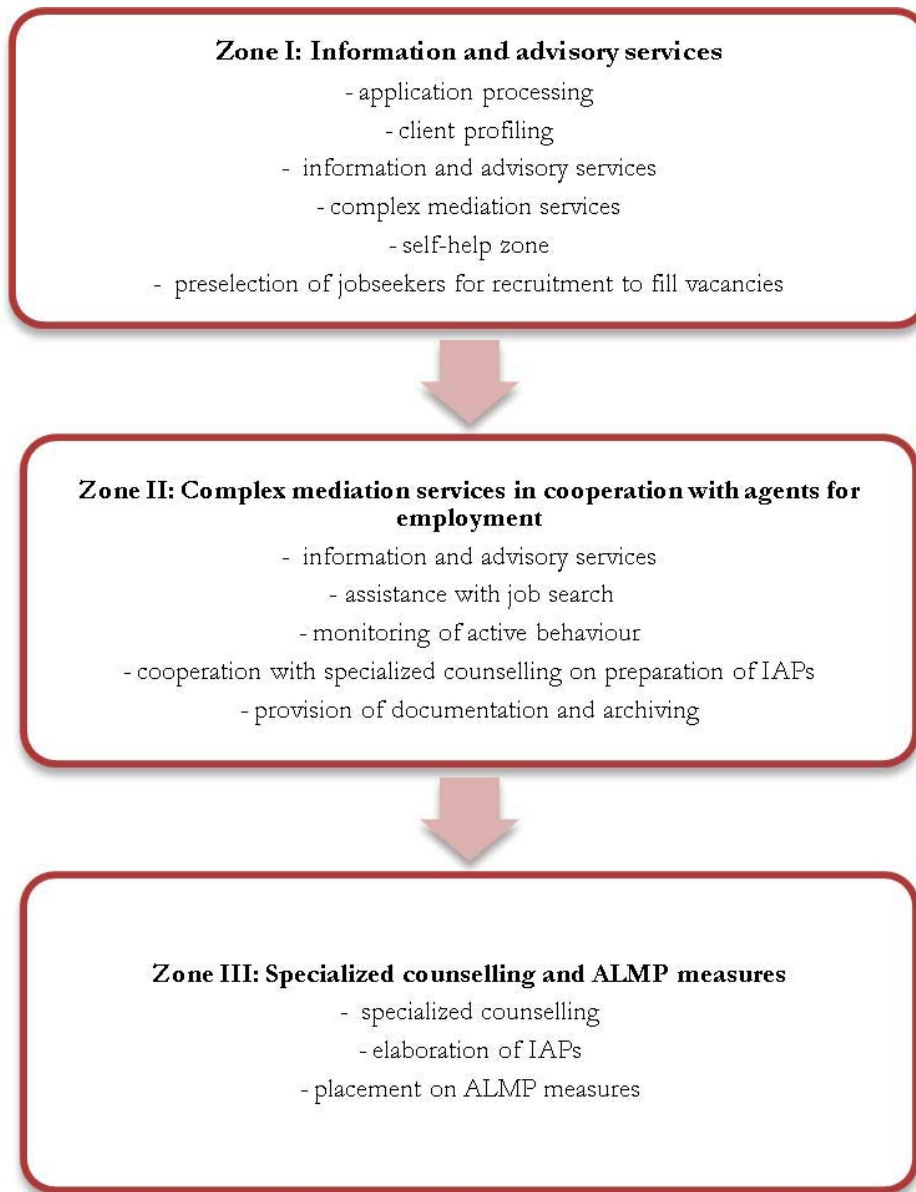 Zone I: Information and advisory services
- application processing
- client profiling
- information and advisory services
- complex mediation services
- self-help zone
- preselection of jobseekers for recruitment to fill vacancies
Zone II: Complex mediation services in cooperation with agents for
employment
- information and advisory services
- assistance with job search
- monitoring of active behaviour
- cooperation with specialized counselling on preparation of IAPs
- provision of documentation and archiving
Zone III: Specialized counselling and ALMP measures
- specialized counselling
- elaboration of IAPs
- placement on ALMP measures